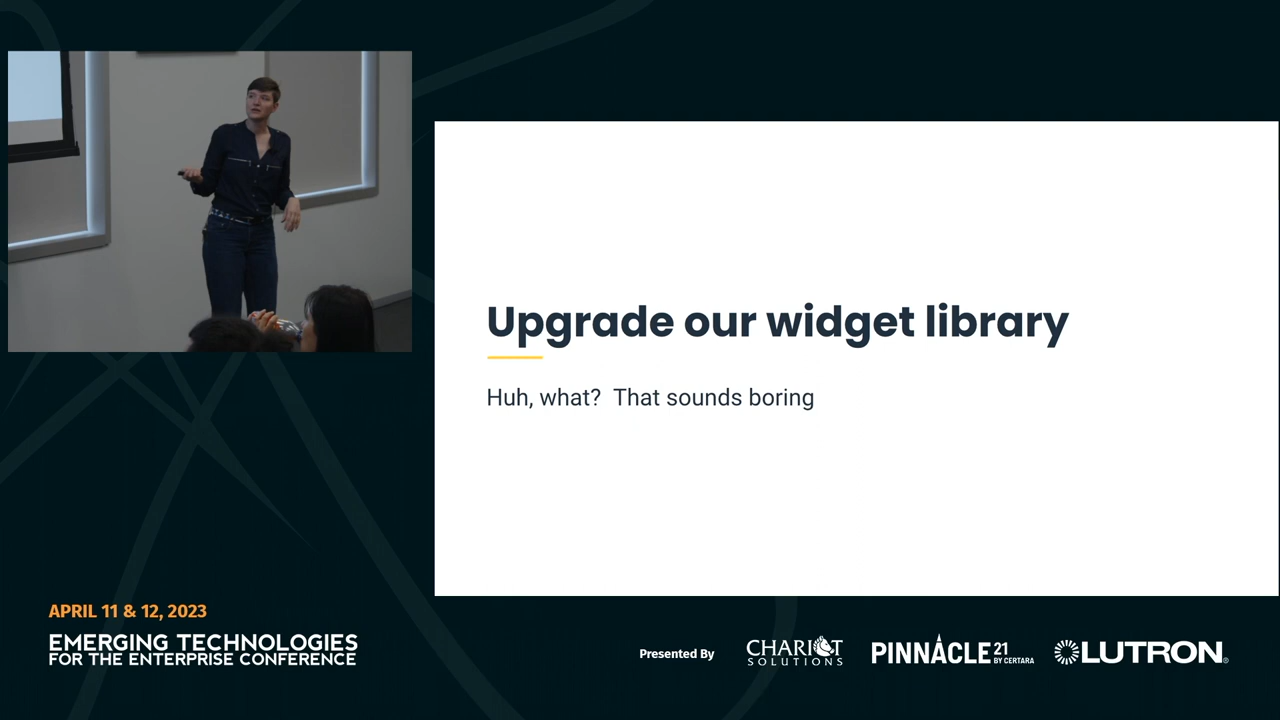 Upgrade our widget library
Huh, what?  That sounds boring
APRIL 11 & 12, 2023
EMERGING TECHNOLOGIES
FOR THE ENTERPRISE CONFERENCE
Presented By
CHARIOT
SOLUTIONS
PINNACLE 21
BY CERTARA
LUTRON®